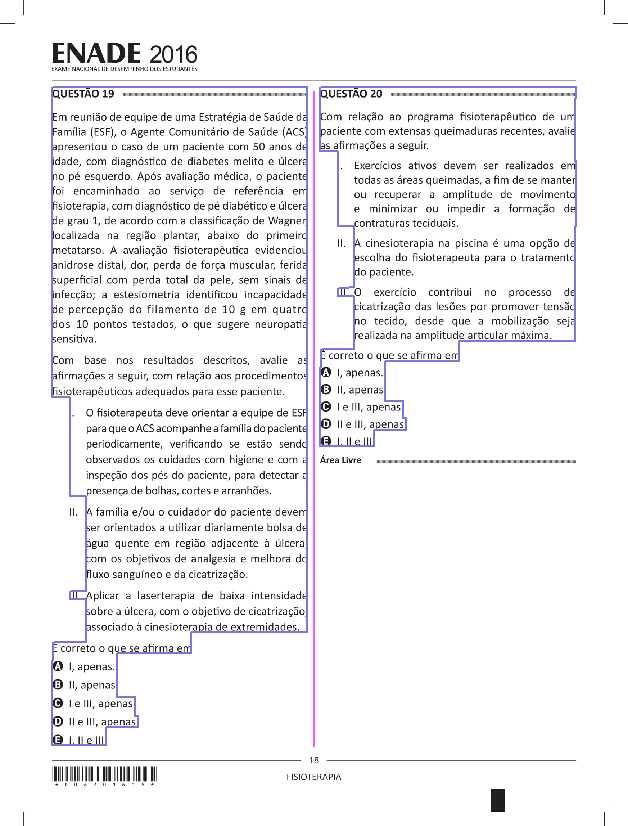 ENADE 2016
EXAME NACIONAL DE DESEMPENHO DOS ESTUDANTES
QUESTÃO 19
Em reunião de equipe de uma Estratégia de Saúde da
Família (ESF), o Agente Comunitário de Saúde (ACS)
apresentou o caso de um paciente com 50 anos de
idade, com diagnóstico de diabetes melito e úlcera
no pé esquerdo. Após avaliação médica, o paciente
foi encaminhado ao serviço de referência em
fisioterapia, com diagnóstico de pé diabético e úlcera
de grau 1, de acordo com a classificação de Wagner,
localizada na região plantar, abaixo do primeiro
metatarso. A avaliação fisioterapêutica evidenciou
anidrose distal, dor, perda de força muscular, ferida
superficial com perda total da pele, sem sinais de
infecção; a estesiometria identificou incapacidade
de percepção do filamento de 10 g em quatro
dos 10 pontos testados, o que sugere neuropatia
sensitiva.
Com base nos resultados descritos, avalie as
afirmações a seguir, com relação aos procedimentos
fisioterapêuticos adequados para esse paciente.
I. O fisioterapeuta deve orientar a equipe de ESF
para que o ACS acompanhe a família do paciente
periodicamente, verificando se estão sendo
observados os cuidados com higiene e com a
inspeção dos pés do paciente, para detectar a
presença de bolhas, cortes e arranhões.
II. A família e/ou o cuidador do paciente devem
ser orientados a utilizar diariamente bolsa de
água quente em região adjacente à úlcera,
com os objetivos de analgesia e melhora do
fluxo sanguíneo e da cicatrização.
III. Aplicar a laserterapia de baixa intensidade
sobre a úlcera, com o objetivo de cicatrização,
associado à cinesioterapia de extremidades.
É correto o que se afirma em
A I, apenas.
B II, apenas.
C I e III, apenas.
D II e III, apenas.
E I, II e III.
QUESTÃO 20
Com relação ao programa fisioterapêutico de um
paciente com extensas queimaduras recentes, avalie
as afirmações a seguir.
I. Exercícios ativos devem ser realizados em
todas as áreas queimadas, a fim de se manter
ou recuperar a amplitude de movimento
e minimizar ou impedir a formação de
contraturas teciduais.
II. A cinesioterapia na piscina é uma opção de
escolha do fisioterapeuta para o tratamento
do paciente.
III. O exercício contribui no processo de
cicatrização das lesões por promover tensão
no tecido, desde que a mobilização seja
realizada na amplitude articular máxima.
É correto o que se afirma em
A I, apenas.
B II, apenas.
C I e III, apenas.
D II e III, apenas.
E I, II e III.
Área Livre
18
FISIOTERAPIA